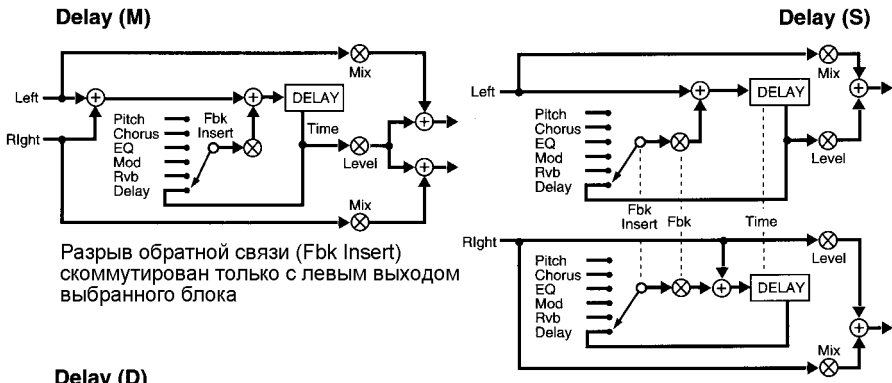 Delay (M)
Left
Right
Mix
Pitch
Chorus
EQ
Mod
Rvb
Delay
Fbk
Insert
DELAY
Time
Level
Mix
Разрыв обратной связи (Fbk Insert)
скоммутирован только с левым выходом
выбранного блока
Delay (S)
Left
Mix
Pitch
Chorus
EQ
Mod
Rvb
Delay
DELAY
Level
Fbk
Insert
Fbk
Time
Right
Level
Pitch
Chorus
EQ
Mod
Rvb
Delay
DELAY
Mix
Delay (D)